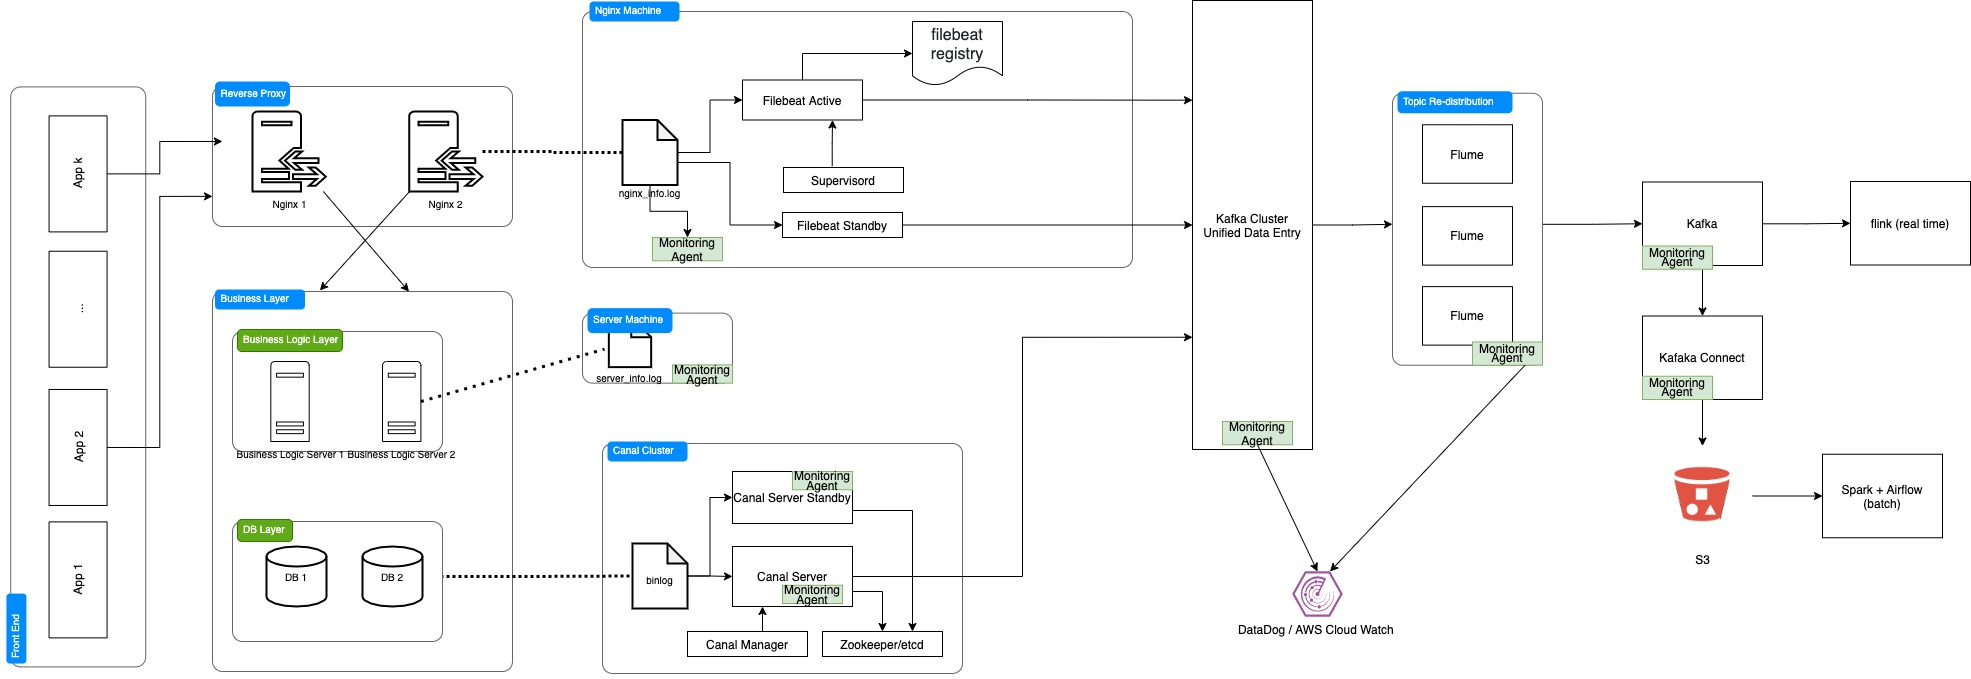 Front End
App k
...
App 2
App 1
Reverse Proxy
Nginx 1
Nginx 2
Business Layer
Business Logic Layer
Business Logic Server 1
Business Logic Server 2
DB Layer
DB 1
DB 2
Nginx Machine
filebeat
registry
Filebeat Active
Supervisord
nginx_info.log
Filebeat Standby
Monitoring
Agent
Server Machine
server_info.log
Monitoring
Agent
Canal Cluster
Monitoring
Agent
Canal Server Standby
binlog
Canal Server
Monitoring
Agent
Canal Manager
Zookeeper/etcd
Kafka Cluster
Unified Data Entry
Monitoring
Agent
Topic Re-distribution
Flume
Flume
Flume
Monitoring
Agent
DataDog / AWS Cloud Watch
Kafka
Monitoring
Agent
flink (real time)
Kafaka Connect
Monitoring
Agent
S3
Spark + Airflow
(batch)